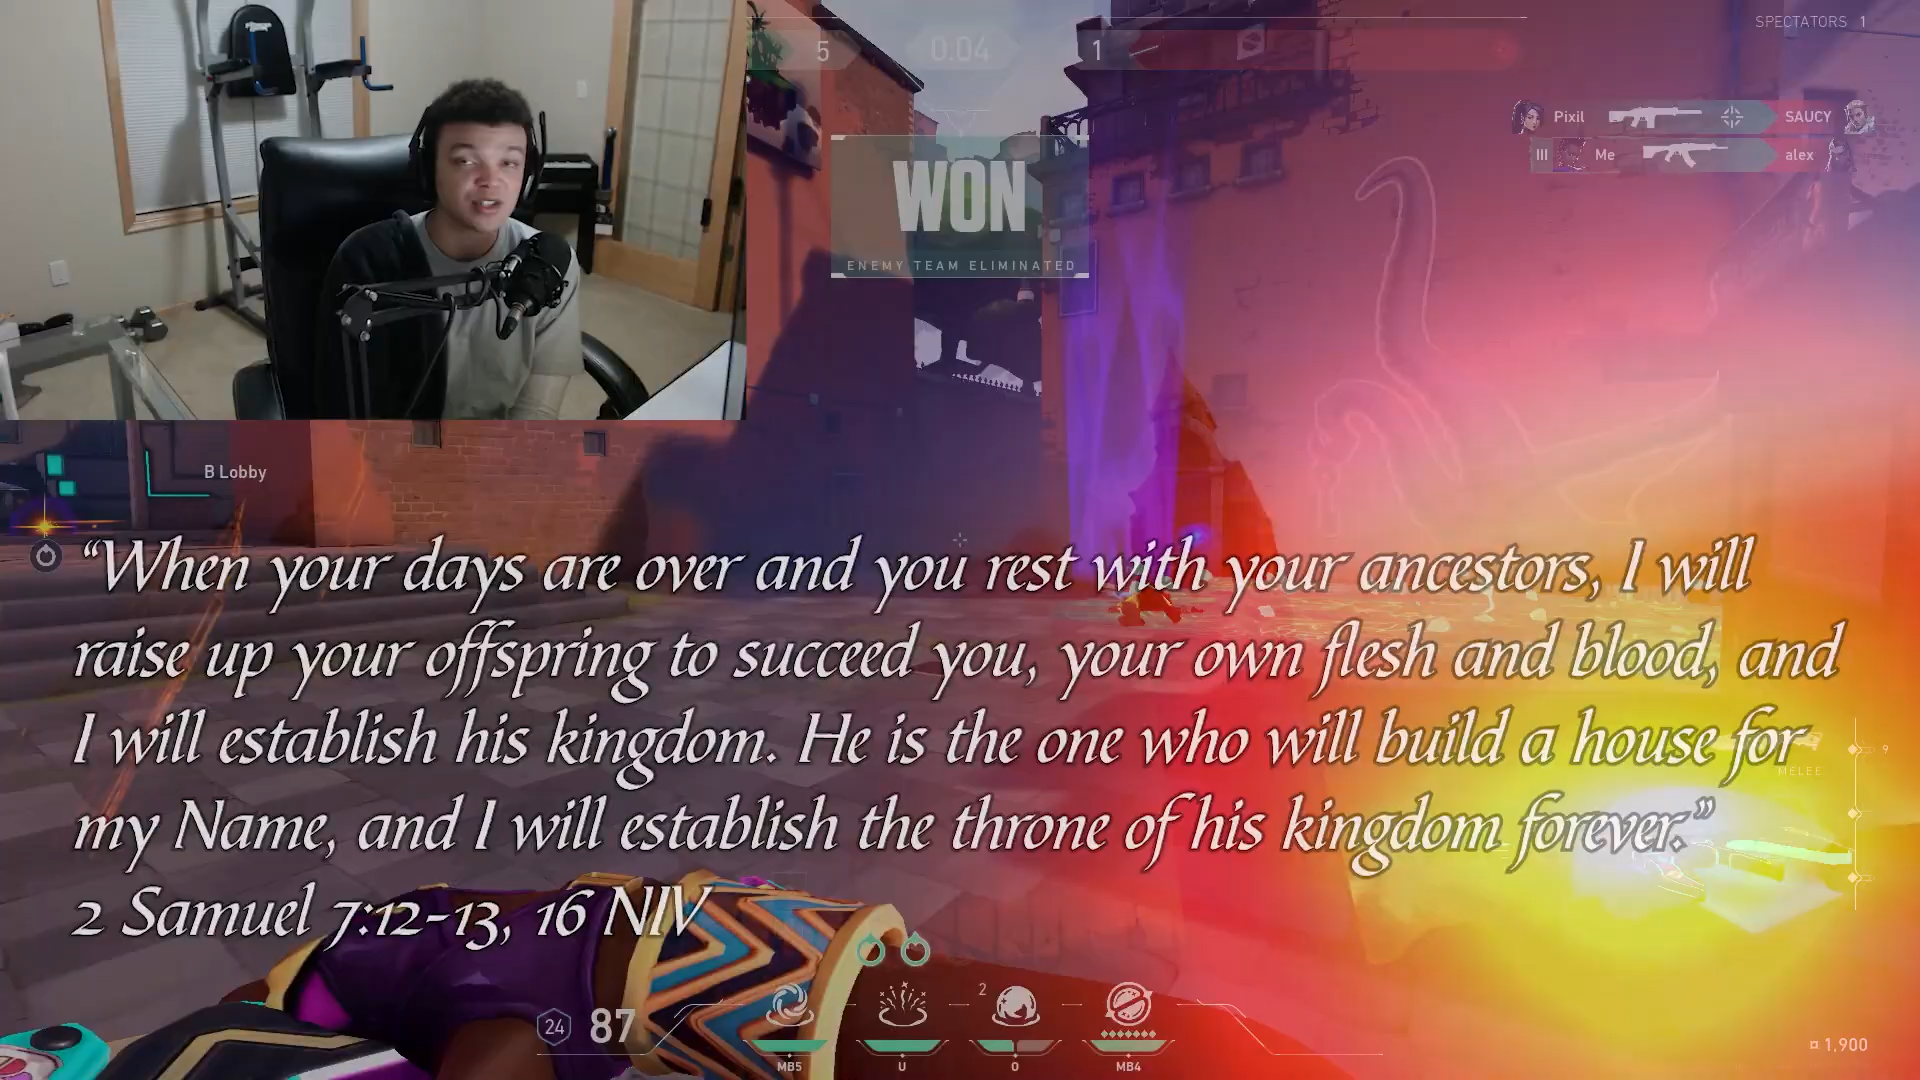 SPECTATORS 1
5 0:04 1
Pixil SAUCY
III Me alex
WON
ENEMY TEAM ELIMINATED
B Lobby
“When your days are over and you rest with your ancestors, I will
raise up your offspring to succeed you, your own flesh and blood, and
I will establish his kingdom. He is the one who will build a house for
my Name, and I will establish the throne of his kingdom forever.”
2 Samuel 7:12-13, 16 NIV
9
MELEE
2
24 87
MB5 U O MB4
¤ 1,900